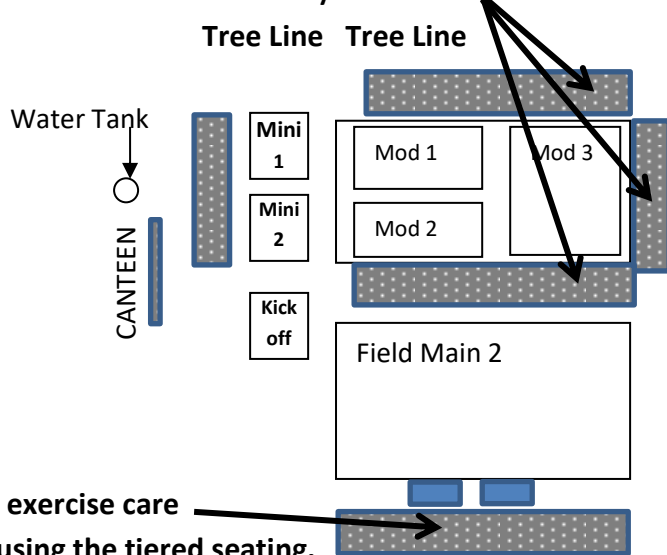 Tree Line Tree Line
Water Tank
Mini
1
Mod 1
Mod 3
Mini
2
Mod 2
CANTEEN
Kick
off
Field Main 2
exercise care
using the tiered seating.